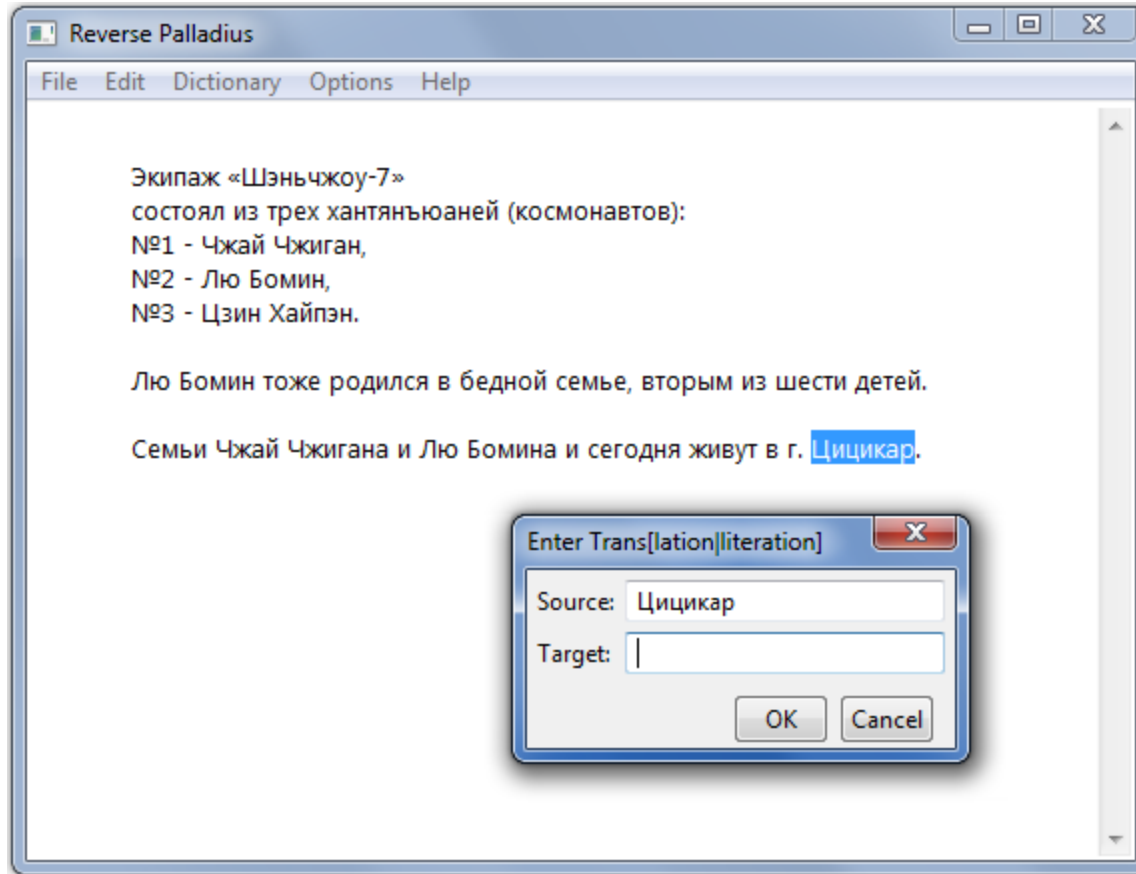 Reverse Palladius
File Edit Dictionary Options Help
Экипаж «Шэньчжоу-7»
состоял из трех хантянъюаней (космонавтов):
№1 - Чжай Чжиган,
№2 - Лю Бомин,
№3 - Цзин Хайпэн.
Лю Бомин тоже родился в бедной семье, вторым из шести детей.
Семьи Чжай Чжигана и Лю Бомина и сегодня живут в г. Цицикар.
Enter Trans[lation|literation]
Source: Цицикар
Target:
OK Cancel